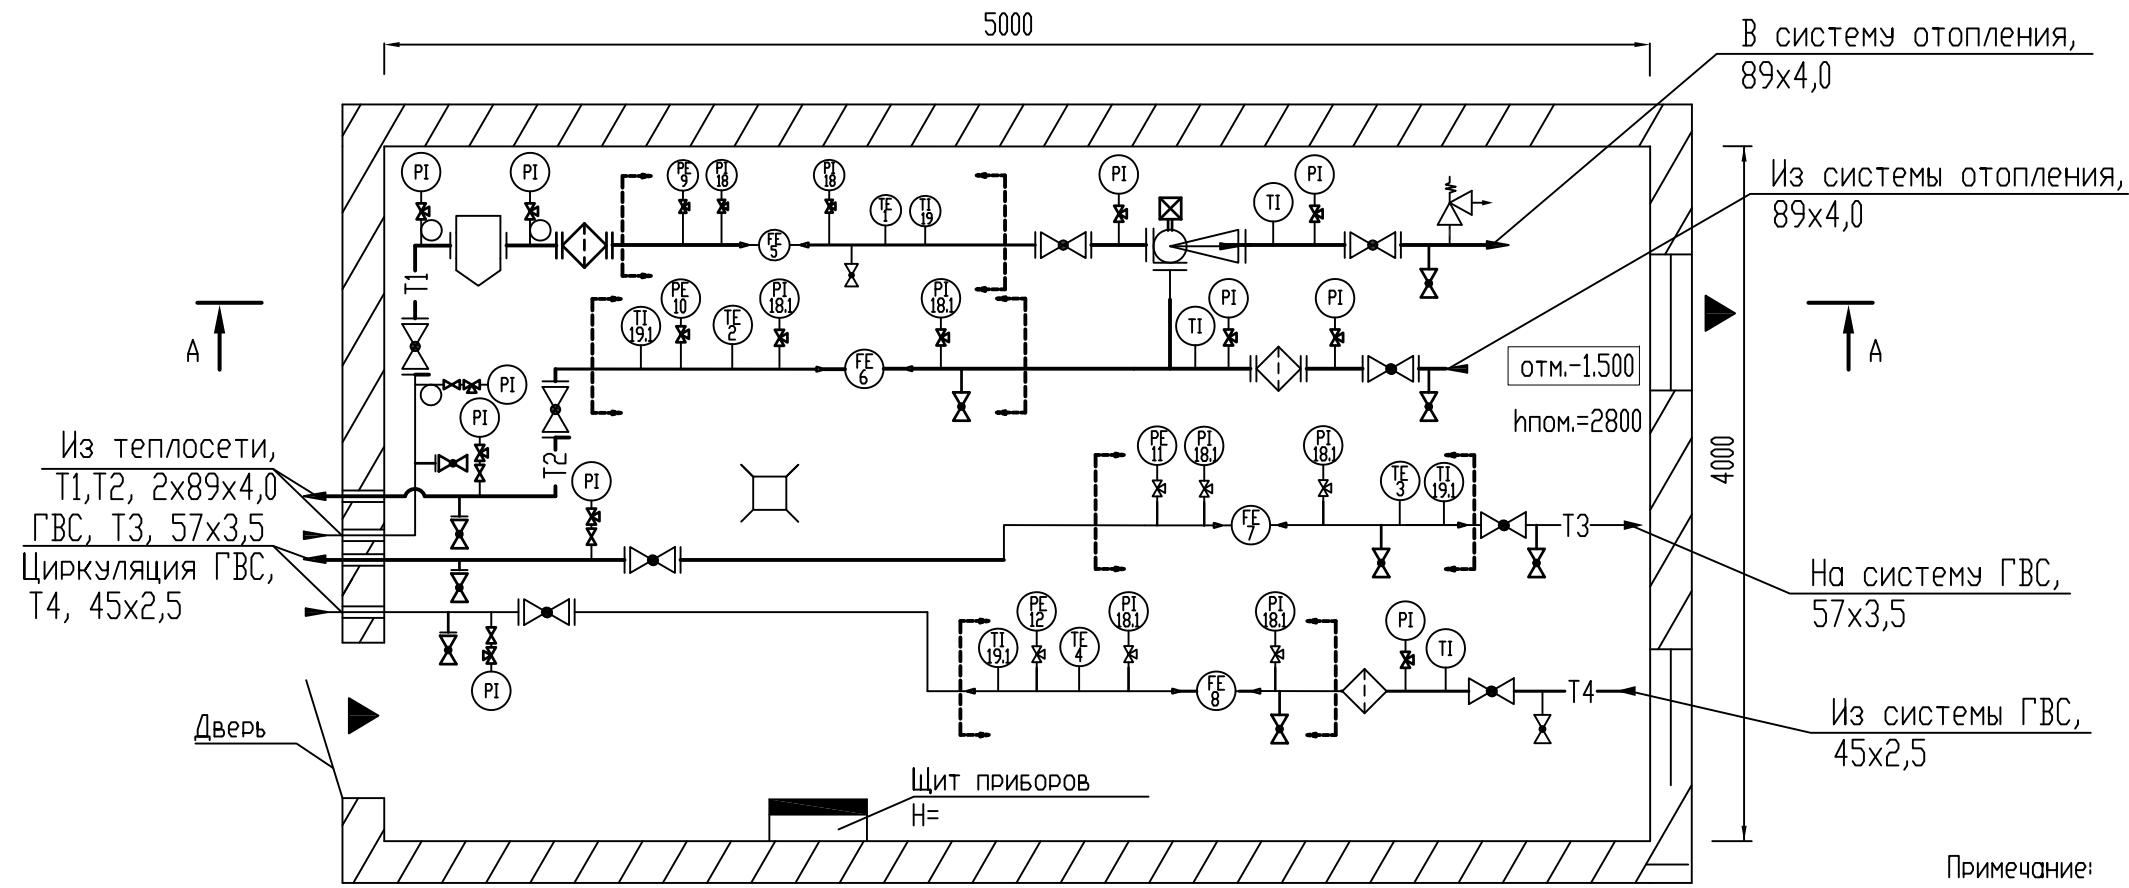 5000
В систему отопления,
89х4,0
Из системы отопления,
89х4,0
PI
PI
PE
9
PI
18
PI
18
TE
1
TI
19
PI
TI
PI
FE
5
T1
TI
19.1
PE
10
TE
2
PI
18.1
PI
18.1
TI
PI
PI
FE
6
А
А
отм.-1.500
hпом.=2800
4000
PI
PI
T2
PI
Из теплосети,
Т1,Т2, 2х89х4,0
ГВС, Т3, 57х3,5
Циркуляция ГВС,
Т4, 45х2,5
PE
11
PI
18.1
PI
18.1
TE
3
TI
19.1
FE
7
Т3
На систему ГВС,
57х3,5
TI
19.1
PE
12
TE
4
PI
18.1
PI
18.1
PI
TI
FE
8
Т4
PI
Из системы ГВС,
45х2,5
Дверь
Щит приборов
Н=
Примечание: